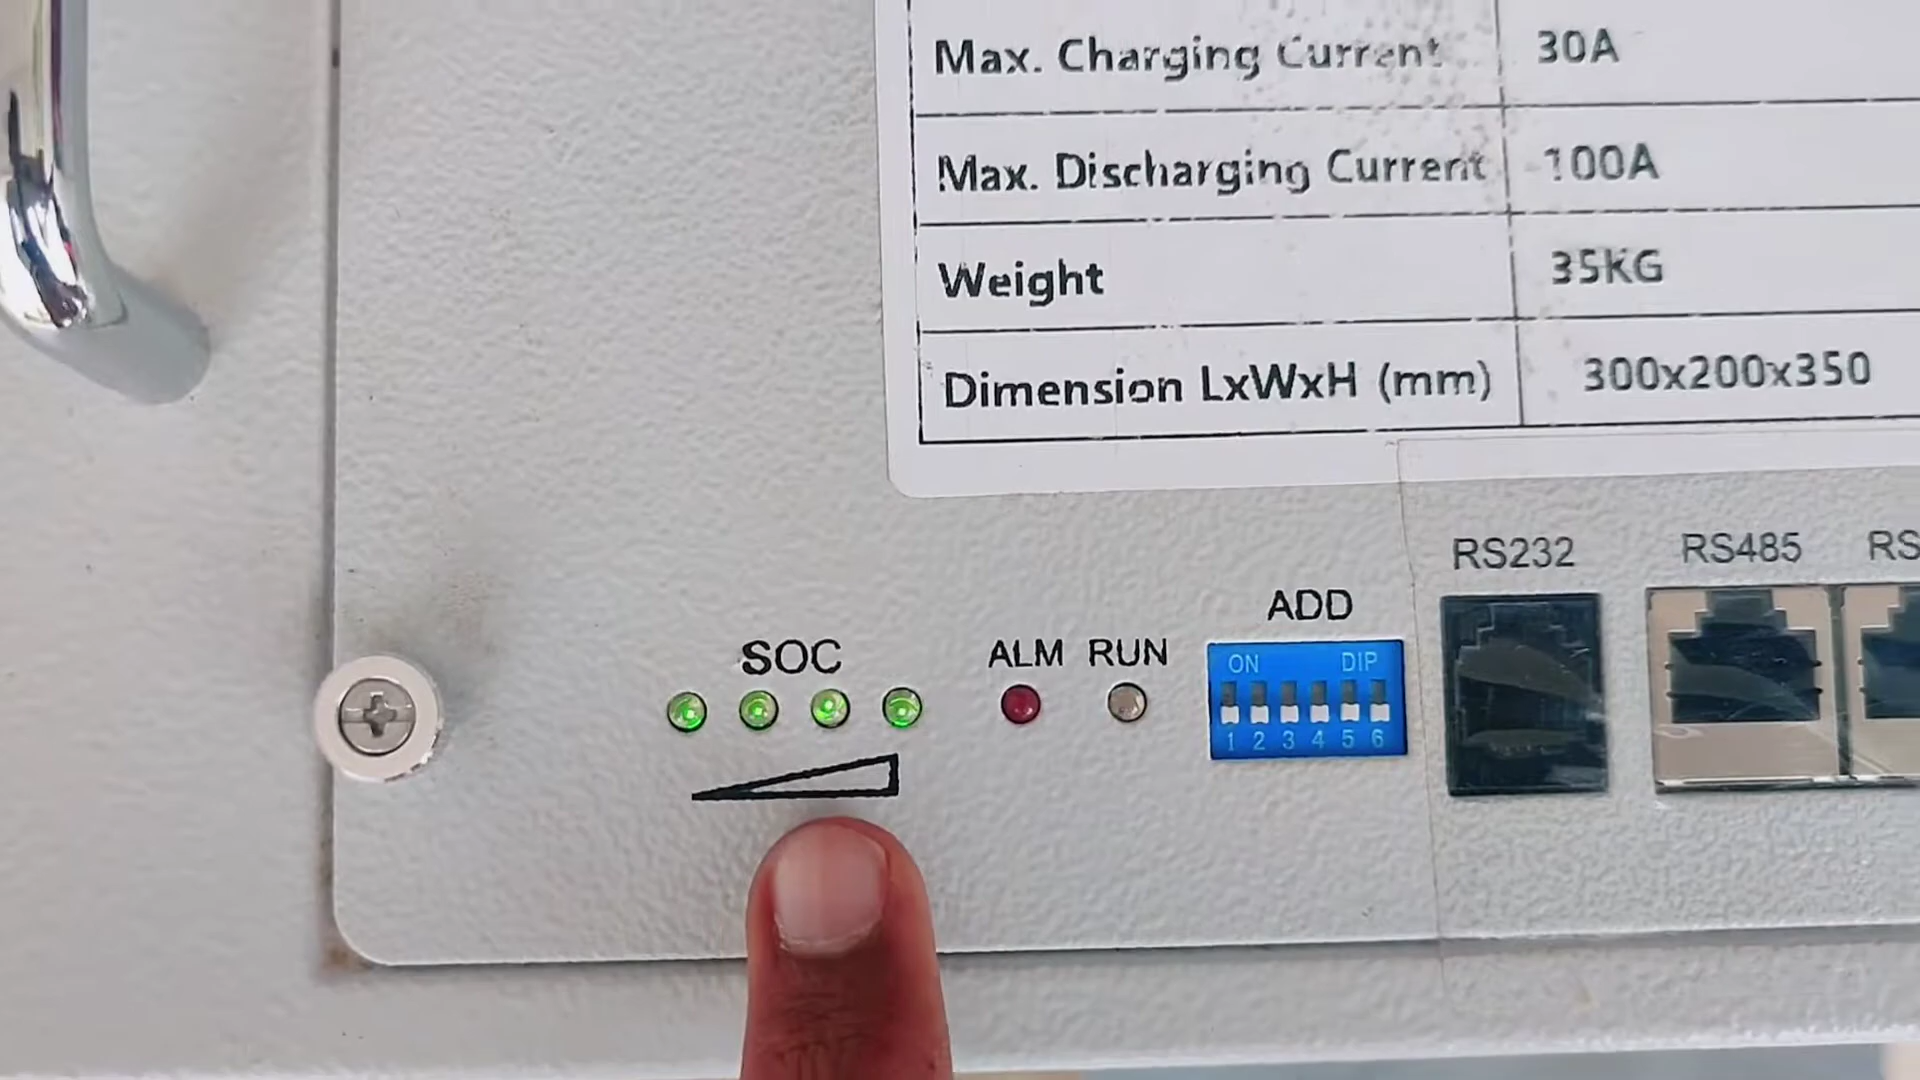 Max. Charging Current 30A
Max. Discharging Current 100A
Weight 35KG
Dimension LxWxH (mm) 300x200x350
RS232 RS485 RS
SOC ALM RUN ADD
ON DIP
1 2 3 4 5 6